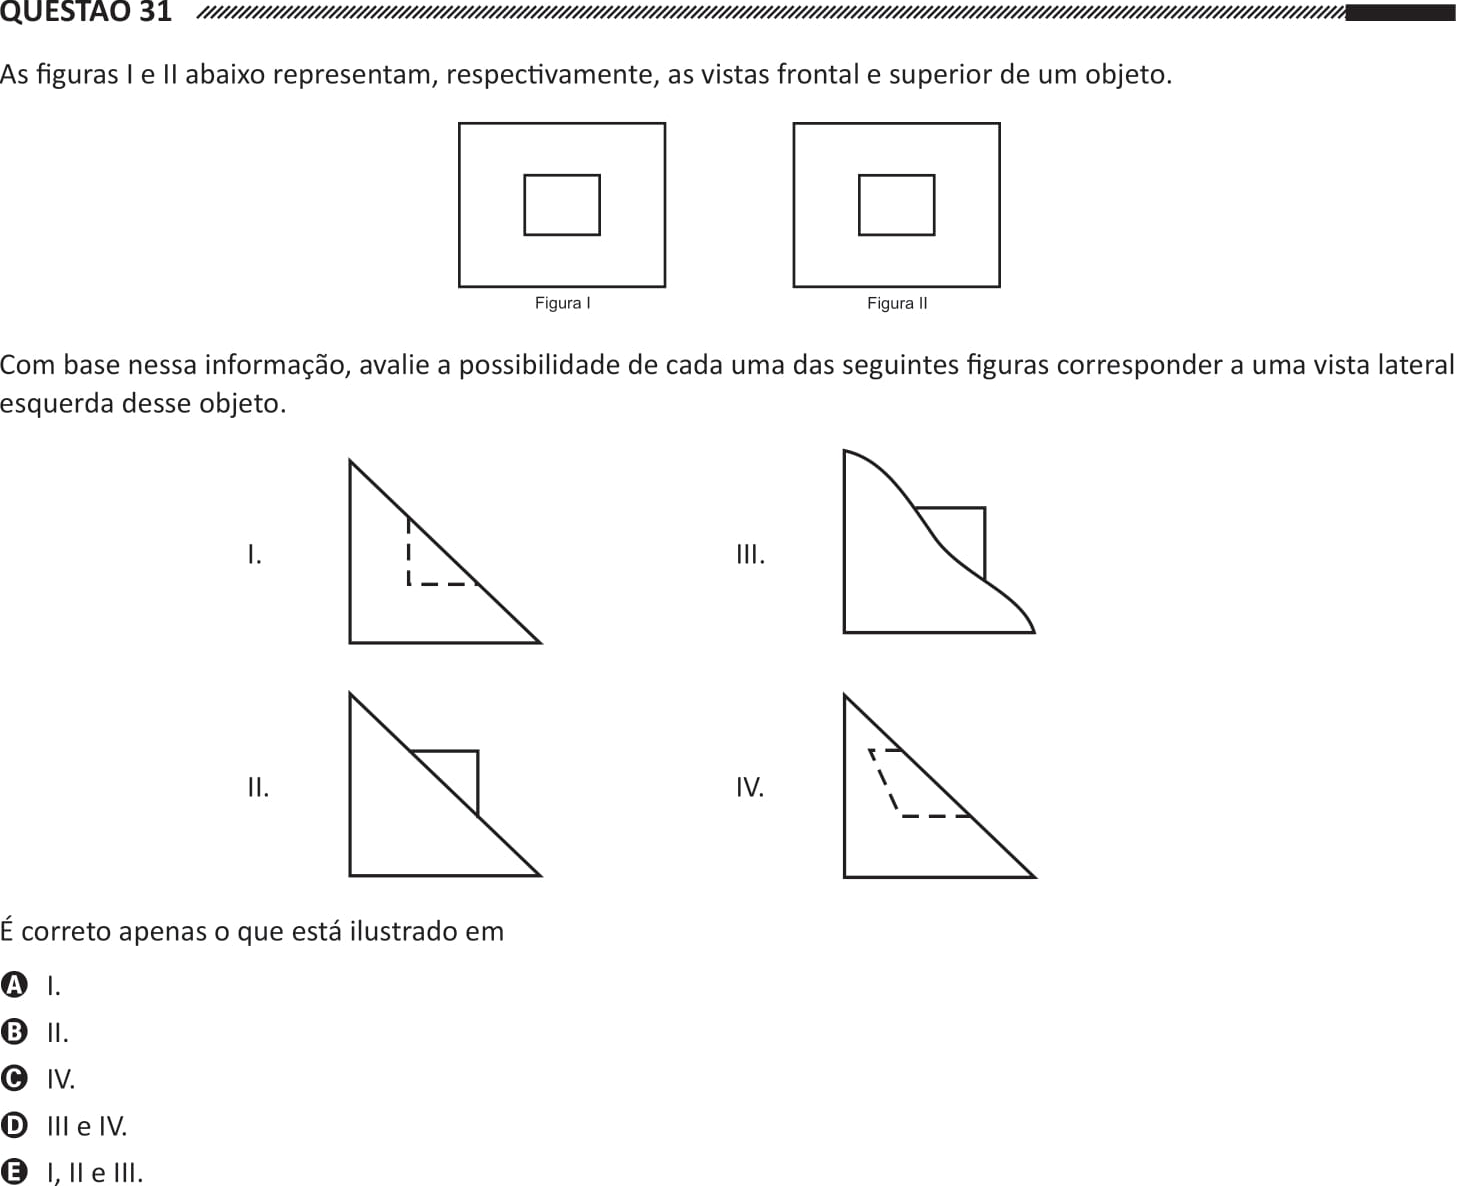 QUESTÃO 31
As figuras I e II abaixo representam, respectivamente, as vistas frontal e superior de um objeto.
Figura I
Figura II
Com base nessa informação, avalie a possibilidade de cada uma das seguintes figuras corresponder a uma vista lateral
esquerda desse objeto.
I.
III.
II.
IV.
É correto apenas o que está ilustrado em
A I.
B II.
C IV.
D III e IV.
E I, II e III.